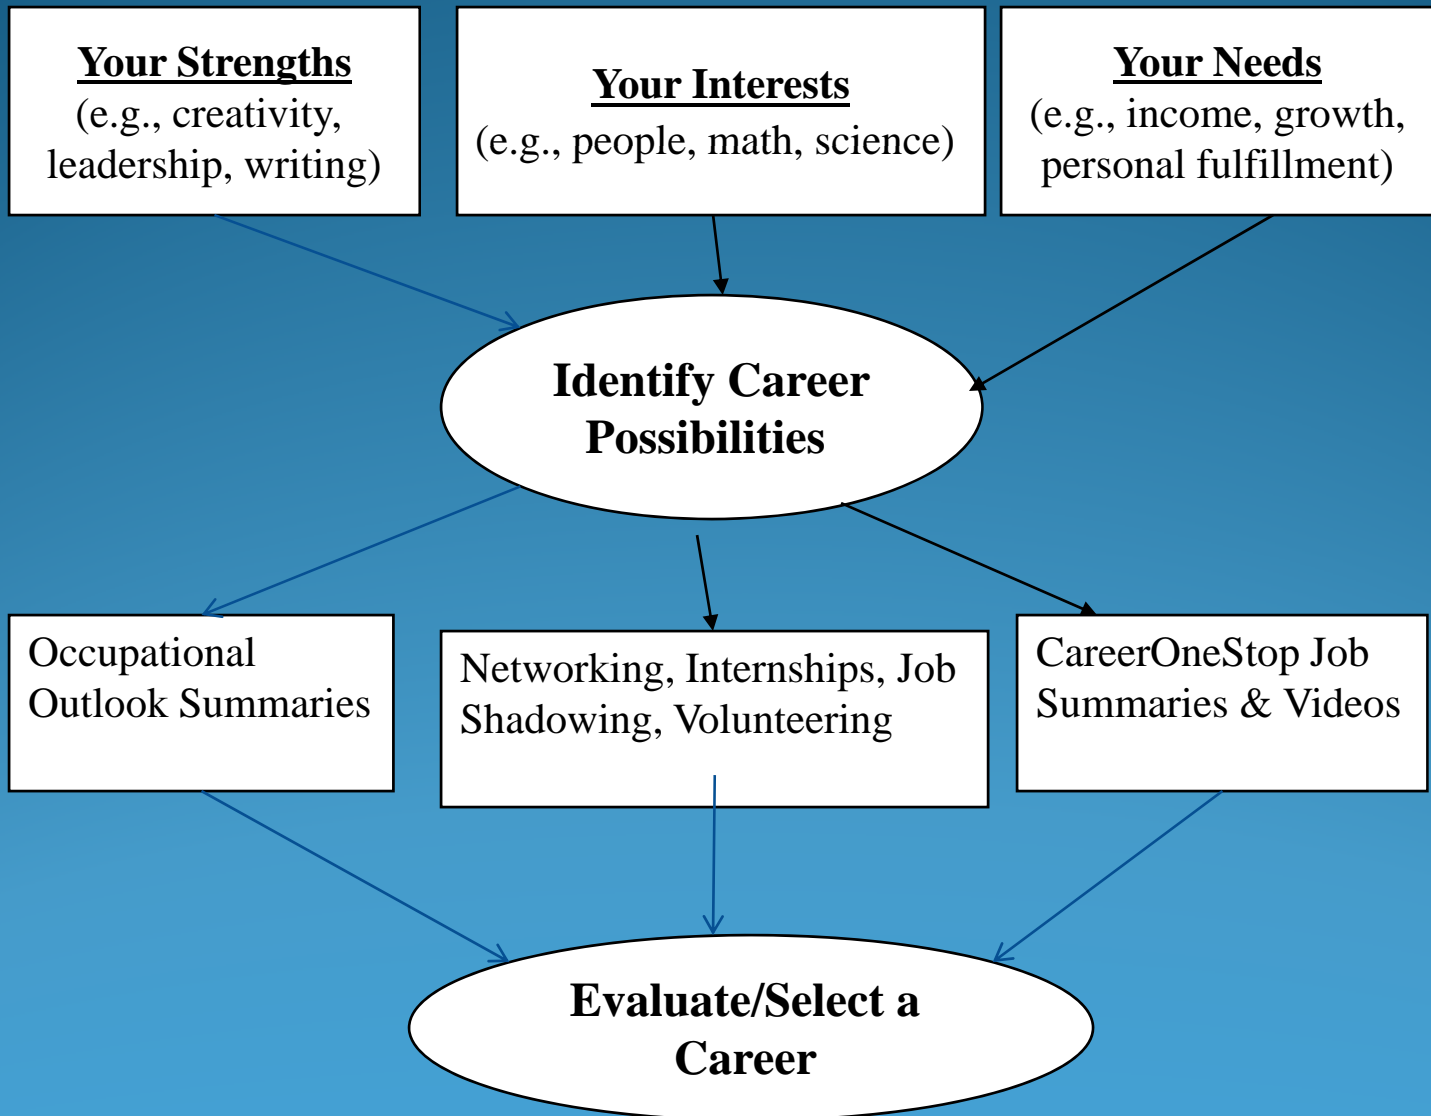 Your Strengths
(e.g., creativity,
leadership, writing)
Your Interests
(e.g., people, math, science)
Your Needs
(e.g., income, growth,
personal fulfillment)
Identify Career
Possibilities
Occupational
Outlook Summaries
Networking, Internships, Job
Shadowing, Volunteering
CareerOneStop Job
Summaries & Videos
Evaluate/Select a
Career